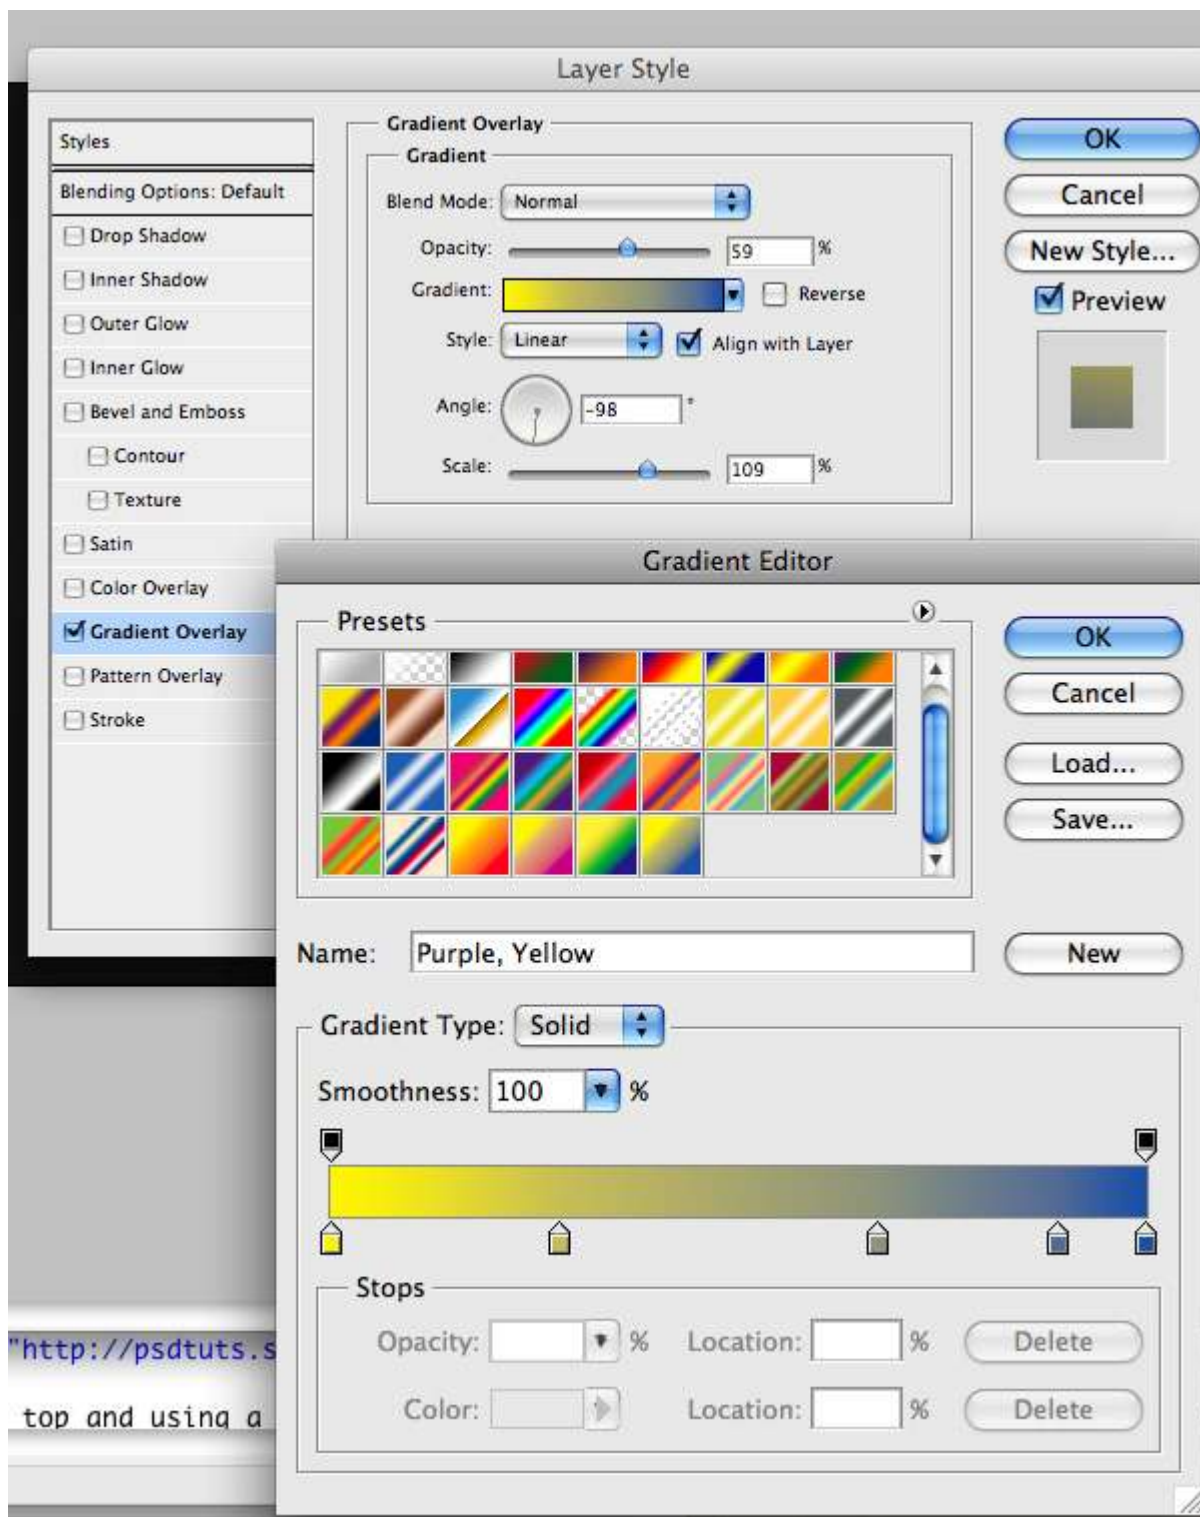 Layer Style
Styles
Blending Options: Default
Drop Shadow
Inner Shadow
Outer Glow
Inner Glow
Bevel and Emboss
Contour
Texture
Satin
Color Overlay
Gradient Overlay
Pattern Overlay
Stroke
Gradient Overlay
Gradient
Blend Mode: Normal
Opacity: 59 %
Gradient: Reverse
Style: Linear Align with Layer
Angle: -98 °
Scale: 109 %
OK
Cancel
New Style...
Preview
Gradient Editor
Presets
OK
Cancel
Load...
Save...
Name: Purple, Yellow
New
Gradient Type: Solid
Smoothness: 100 %
Stops
Opacity: % Location: % Delete
Color: Location: % Delete
"http://psdtuts.s
top and using a